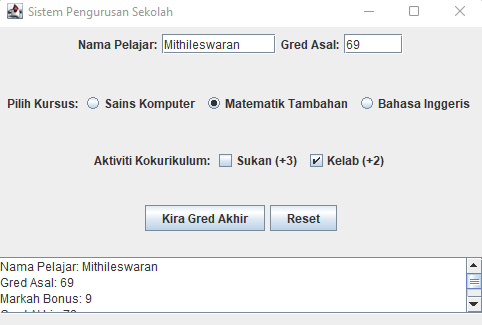 Sistem Pengurusan Sekolah
Nama Pelajar: Mithileswaran Gred Asal: 69
Pilih Kursus: Sains Komputer Matematik Tambahan Bahasa Inggeris
Aktiviti Kokurikulum: Sukan (+3) Kelab (+2)
Kira Gred Akhir Reset
Nama Pelajar: Mithileswaran
Gred Asal: 69
Markah Bonus: 9